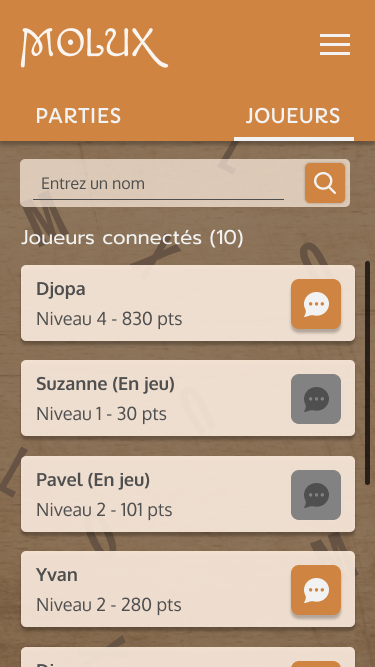 MOLUX
PARTIES
JOUEURS
Entrez un nom
Joueurs connectés (10)
Djopa
Niveau 4 - 830 pts
Suzanne (En jeu)
Niveau 1 - 30 pts
Pavel (En jeu)
Niveau 2 - 101 pts
Yvan
Niveau 2 - 280 pts